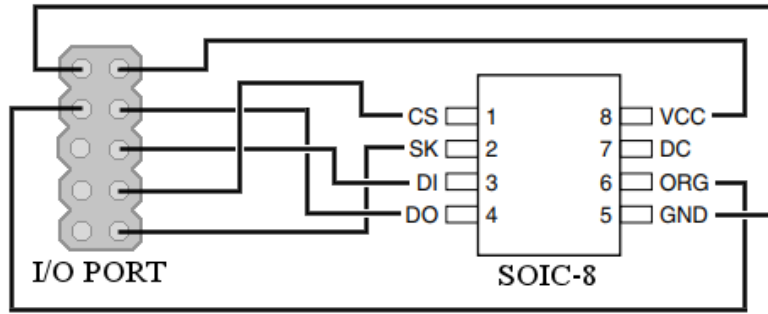 CS 1 8 VCC
SK 2 7 DC
DI 3 6 ORG
DO 4 5 GND
I/O PORT
SOIC-8